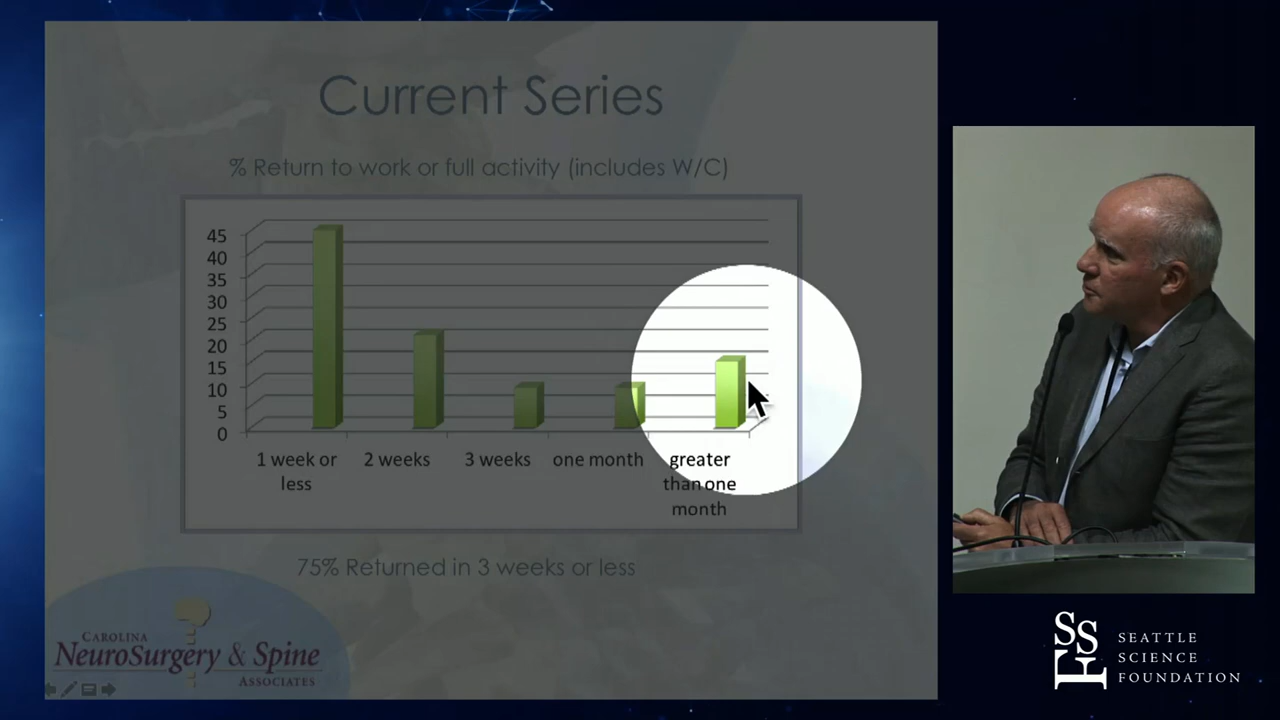 Current Series
% Return to work or full activity (includes W/C)
45
40
35
30
25
20
15
10
5
0
1 week or less
2 weeks
3 weeks
one month
greater than one month
75% Returned in 3 weeks or less
CAROLINA
NEUROSURGERY & SPINE
ASSOCIATES
SSF
SEATTLE
SCIENCE
FOUNDATION